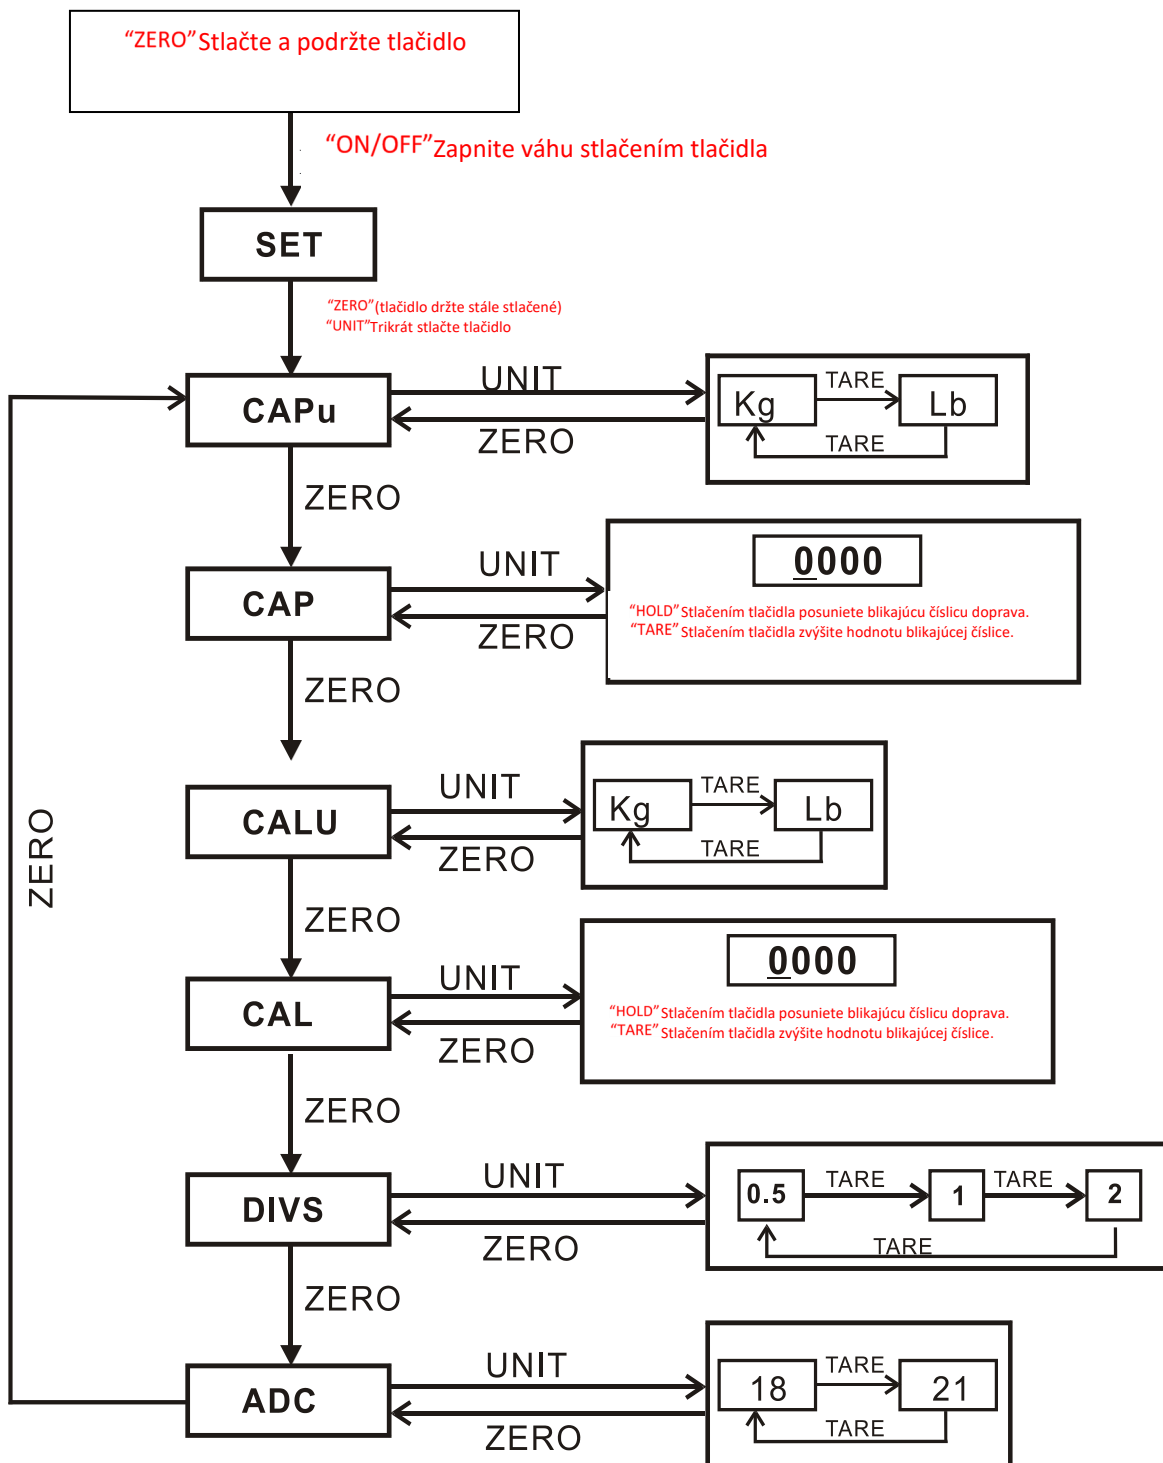 “ZERO” Stlačte a podržte tlačidlo
“ON/OFF” Zapnite váhu stlačením tlačidla
SET
“ZERO” (tlačidlo držte stále stlačené)
“UNIT” Trikrát stlačte tlačidlo
CAPu
UNIT
ZERO
Kg
TARE
Lb
TARE
ZERO
CAP
UNIT
ZERO
0000
“HOLD” Stlačením tlačidla posuniete blikajúcu číslicu doprava.
“TARE” Stlačením tlačidla zvýšite hodnotu blikajúcej číslice.
ZERO
CALU
UNIT
ZERO
Kg
TARE
Lb
TARE
ZERO
ZERO
CAL
UNIT
ZERO
0000
“HOLD” Stlačením tlačidla posuniete blikajúcu číslicu doprava.
“TARE” Stlačením tlačidla zvýšite hodnotu blikajúcej číslice.
ZERO
DIVS
UNIT
ZERO
0.5
TARE
1
TARE
2
TARE
ZERO
ADC
UNIT
ZERO
18
TARE
21
TARE